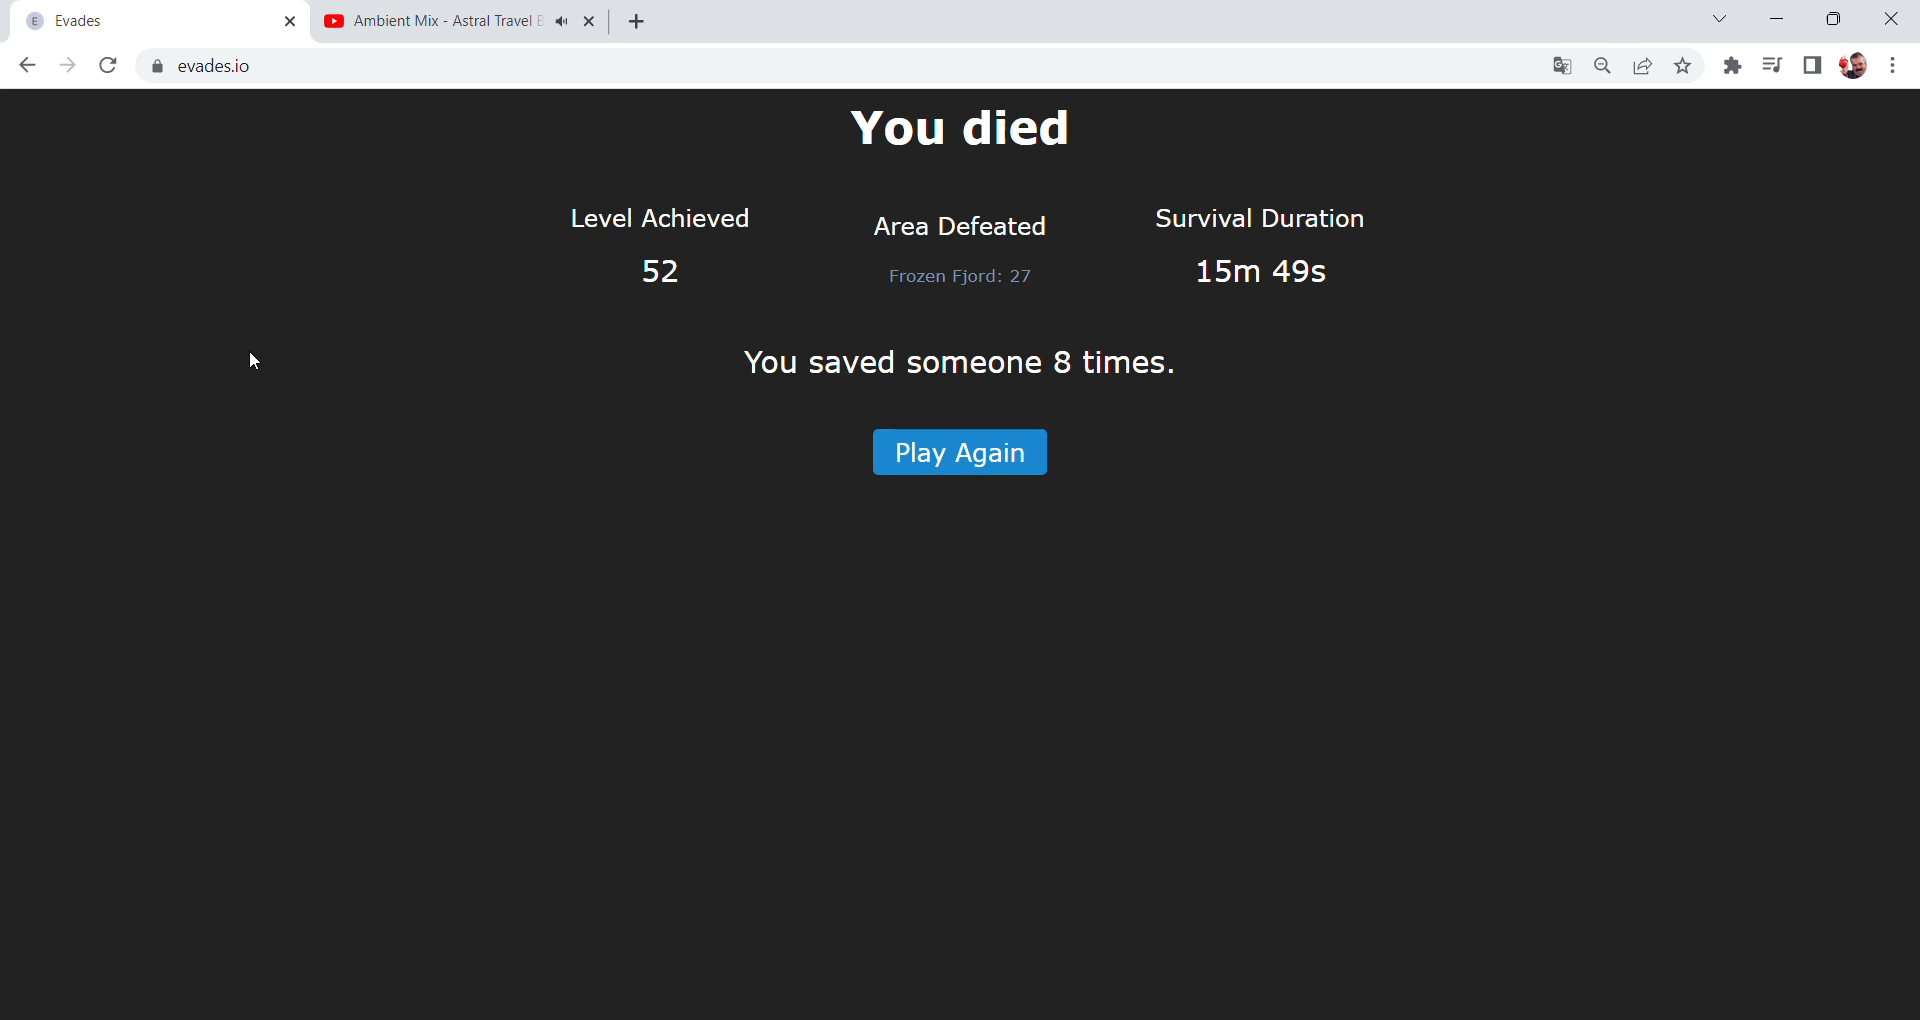 E Evades
Ambient Mix - Astral Travel
evades.io
You died
Level Achieved
52
Area Defeated
Frozen Fjord: 27
Survival Duration
15m 49s
You saved someone 8 times.
Play Again